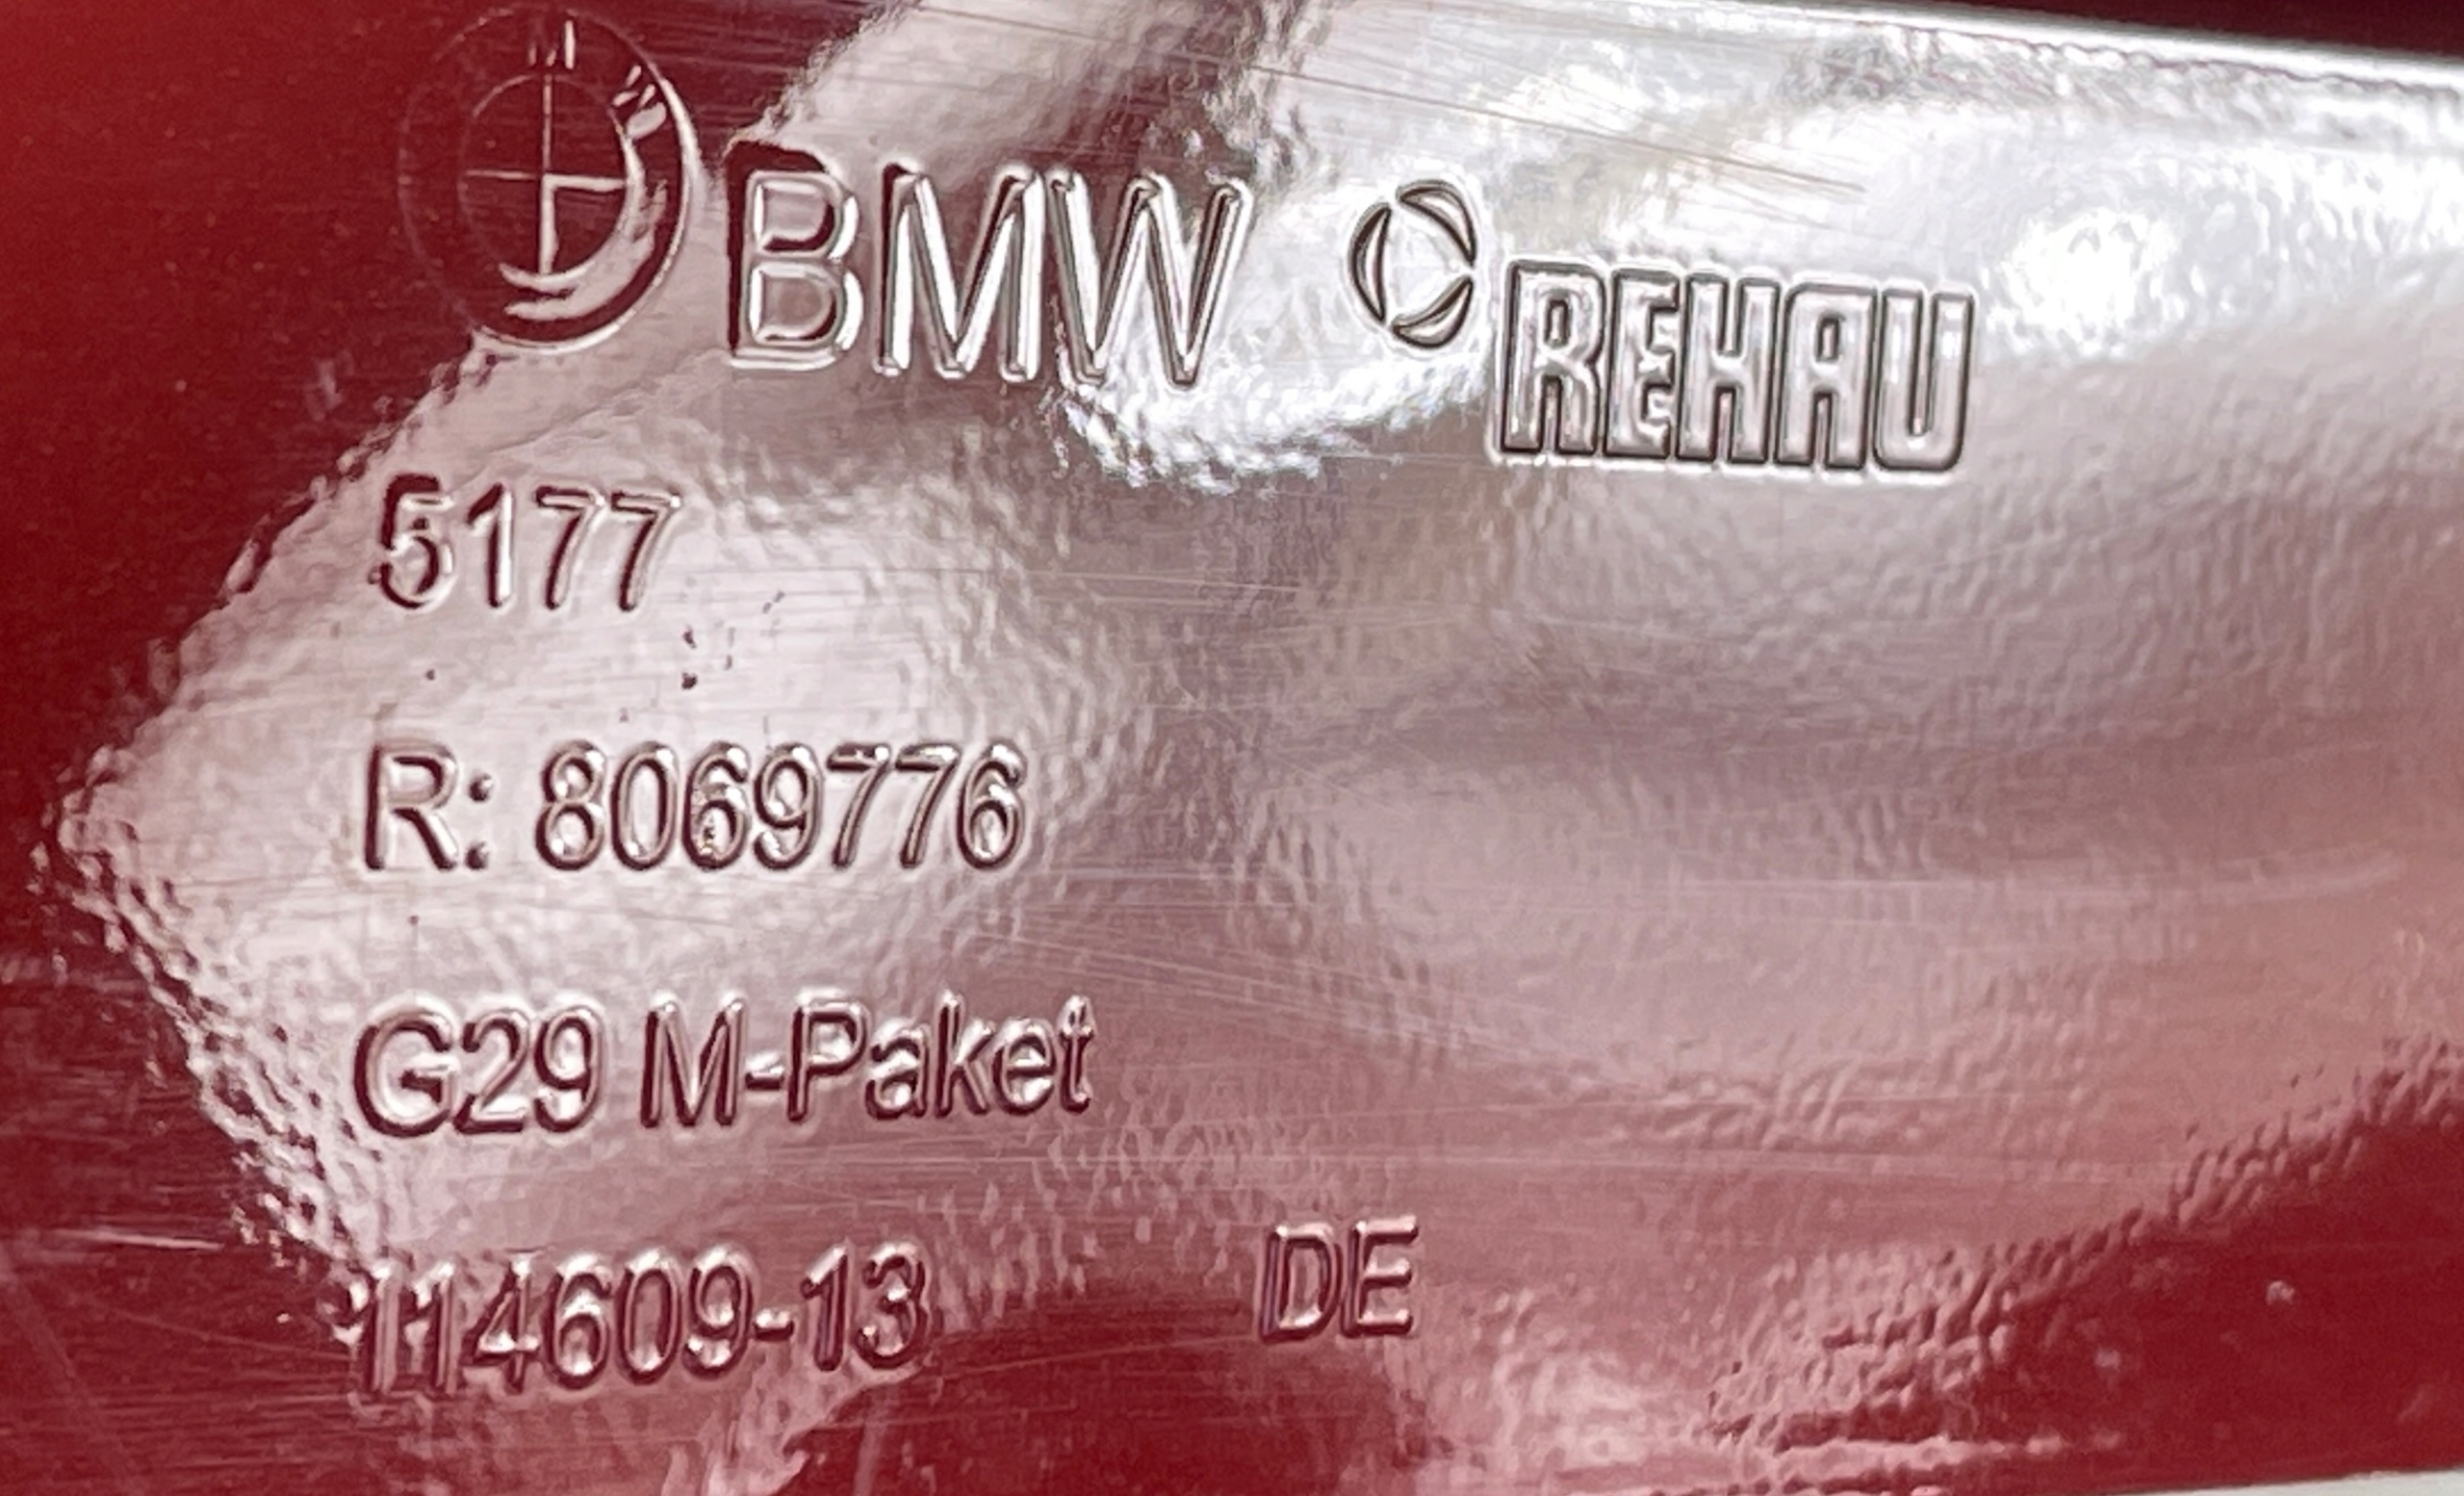 BMW REHAU
5177
R: 8069776
G29 M-Paket
114609-13 DE